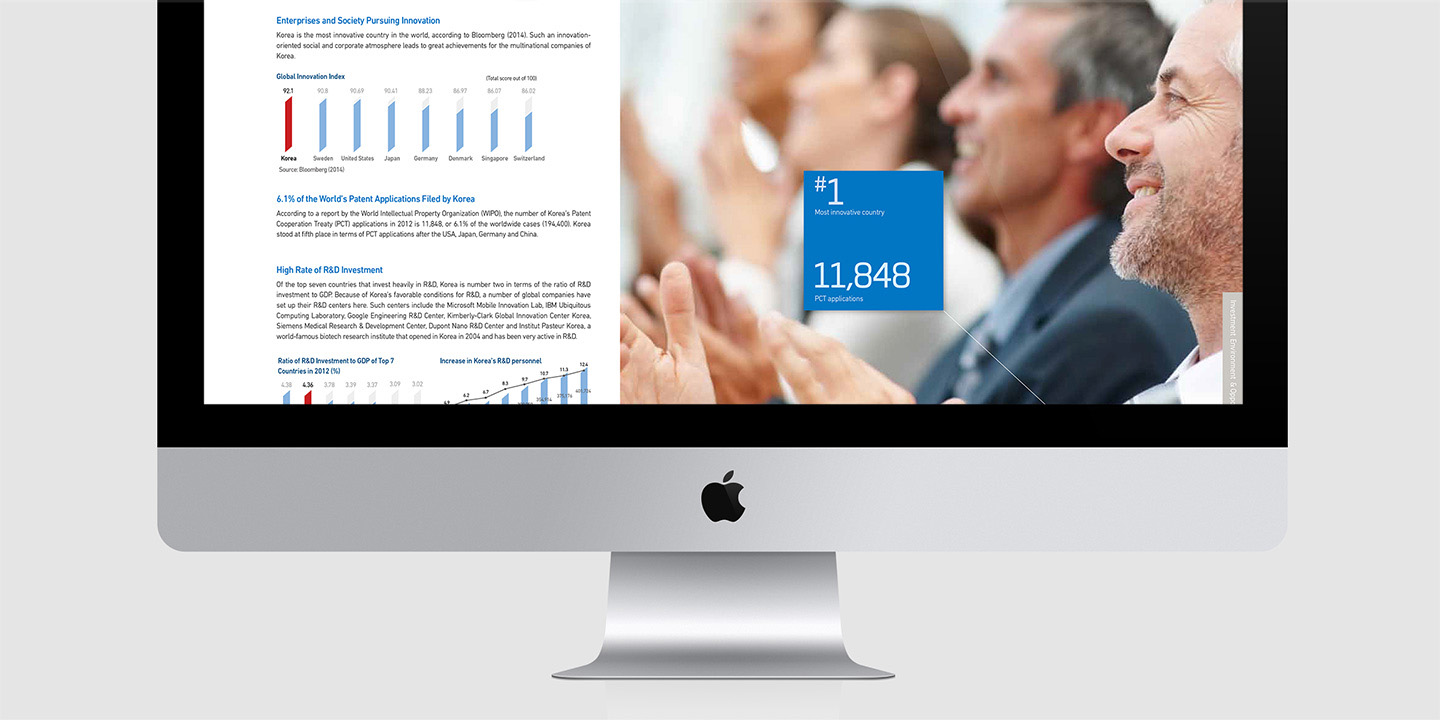 Enterprises and Society Pursuing Innovation
Korea is the most innovative country in the world, according to Bloomberg (2014). Such an innovation-
oriented social and corporate atmosphere leads to great achievements for the multinational companies of
Korea.
Global Innovation Index
(Total score out of 100)
92.1 90.8 90.69 90.41 88.23 86.97 86.07 86.02
Korea Sweden United States Japan Germany Denmark Singapore Switzerland
Source: Bloomberg (2014)
6.1% of the World's Patent Applications Filed by Korea
According to a report by the World Intellectual Property Organization (WIPO), the number of Korea's Patent
Cooperation Treaty (PCT) applications in 2012 is 11,848, or 6.1% of the worldwide cases (194,400). Korea
stood at fifth place in terms of PCT applications after the USA, Japan, Germany and China.
High Rate of R&D Investment
Of the top seven countries that invest heavily in R&D, Korea is number two in terms of the ratio of R&D
investment to GDP. Because of Korea's favorable conditions for R&D, a number of global companies have
set up their R&D centers here. Such centers include the Microsoft Mobile Innovation Lab, IBM Ubiquitous
Computing Laboratory, Google Engineering R&D Center, Kimberly-Clark Global Innovation Center Korea,
Siemens Medical Research & Development Center, Dupont Nano R&D Center and Institut Pasteur Korea, a
world-famous biotech research institute that opened in Korea in 2004 and has been very active in R&D.
Ratio of R&D Investment to GDP of Top 7
Countries in 2012 (%)
4.38 4.36 3.78 3.39 3.37 3.09 3.02
Increase in Korea's R&D personnel
6.2 6.7 8.3 9.7 10.7 11.3 12.4
#1
Most innovative country
11,848
PCT applications
Investment Environment &